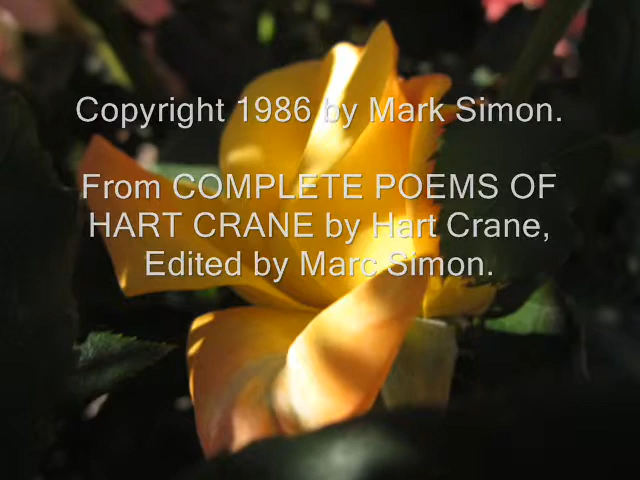 Copyright 1986 by Mark Simon.
From COMPLETE POEMS OF
HART CRANE by Hart Crane,
Edited by Marc Simon.